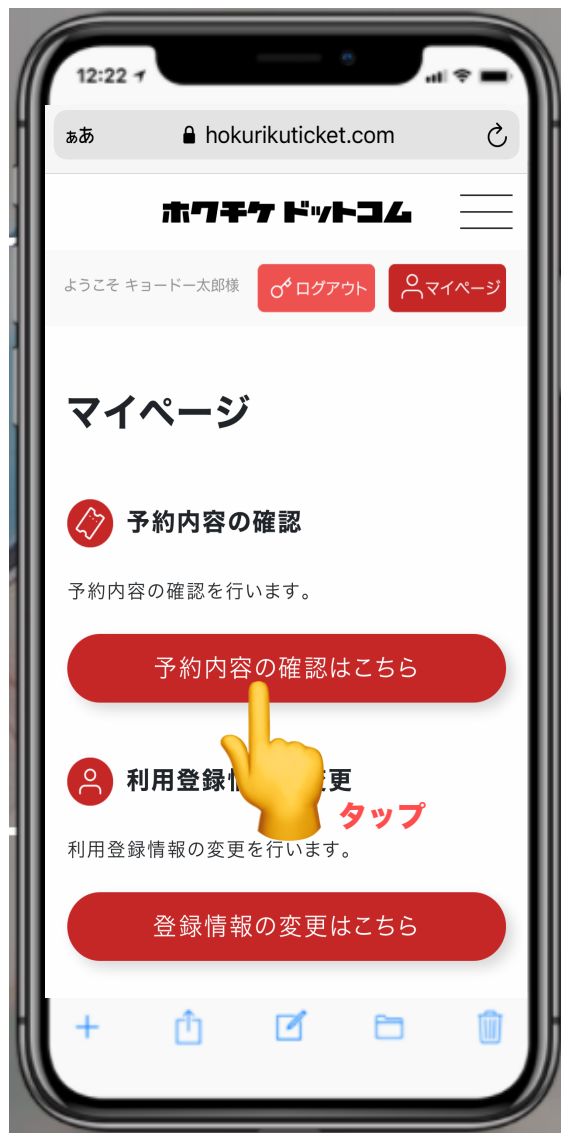 12:22
ぁあ hokurikuticket.com
ホクチケ ドットコム
ようこそ キョードー太郎様 ログアウト マイページ
マイページ
予約内容の確認
予約内容の確認を行います。
予約内容の確認はこちら
利用登録 変更
タップ
利用登録情報の変更を行います。
登録情報の変更はこちら